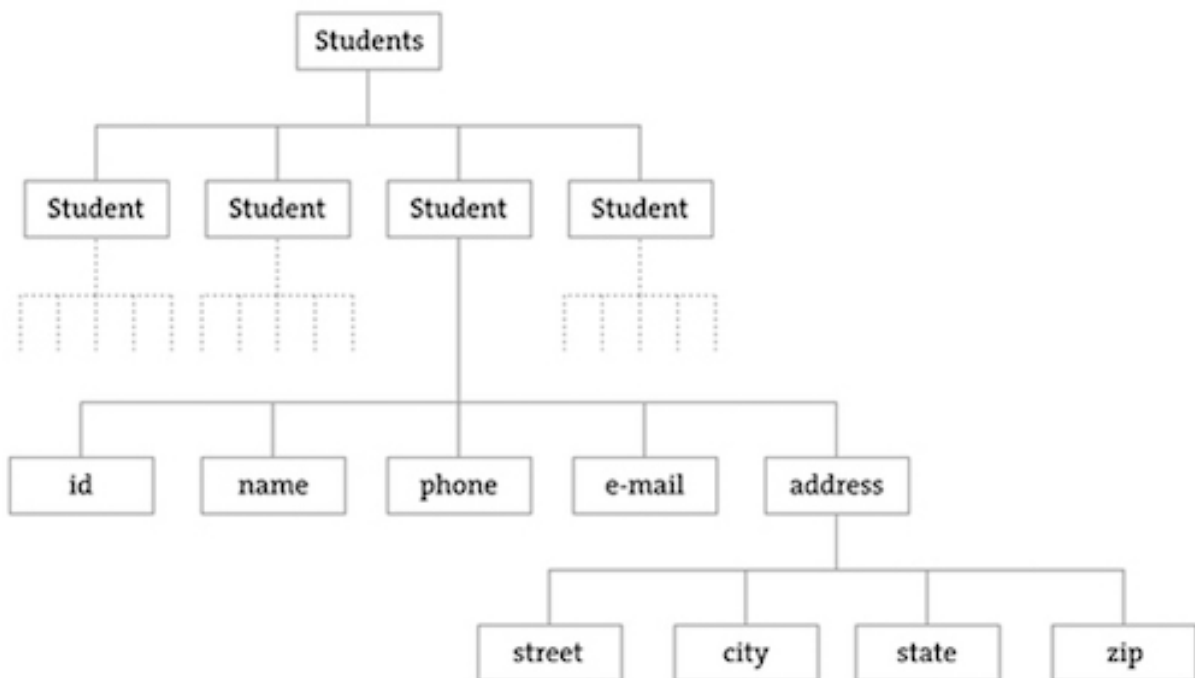 Students
Student Student Student Student
id name phone e-mail address
street city state zip